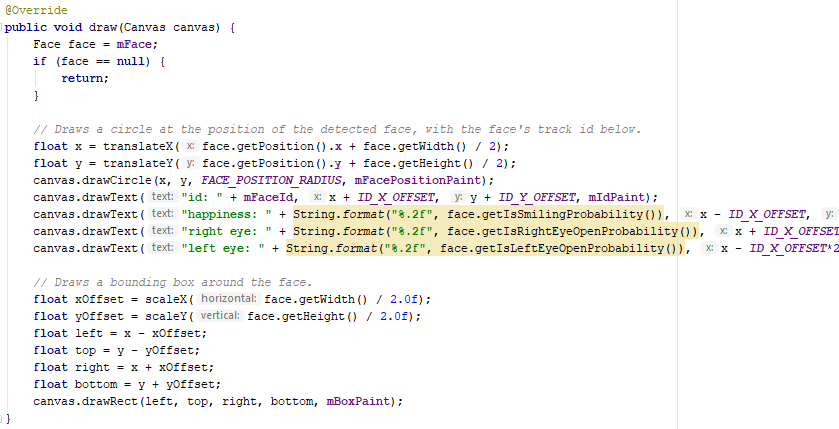 @Override
public void draw(Canvas canvas) {
    Face face = mFace;
    if (face == null) {
        return;
    }

    // Draws a circle at the position of the detected face, with the face's track id below.
    float x = translateX( x: face.getPosition().x + face.getWidth() / 2);
    float y = translateY( y: face.getPosition().y + face.getHeight() / 2);
    canvas.drawCircle(x, y, FACE_POSITION_RADIUS, mFacePositionPaint);
    canvas.drawText( text: "id: " + mFaceId, x: x + ID_X_OFFSET, y: y + ID_Y_OFFSET, mIdPaint);
    canvas.drawText( text: "happiness: " + String.format("%.2f", face.getIsSmilingProbability()), x: x - ID_X_OFFSET, y:
    canvas.drawText( text: "right eye: " + String.format("%.2f", face.getIsRightEyeOpenProbability()), x: x + ID_X_OFFSE
    canvas.drawText( text: "left eye: " + String.format("%.2f", face.getIsLeftEyeOpenProbability()), x: x - ID_X_OFFSET*2

    // Draws a bounding box around the face.
    float xOffset = scaleX( horizontal: face.getWidth() / 2.0f);
    float yOffset = scaleY( vertical: face.getHeight() / 2.0f);
    float left = x - xOffset;
    float top = y - yOffset;
    float right = x + xOffset;
    float bottom = y + yOffset;
    canvas.drawRect(left, top, right, bottom, mBoxPaint);
}